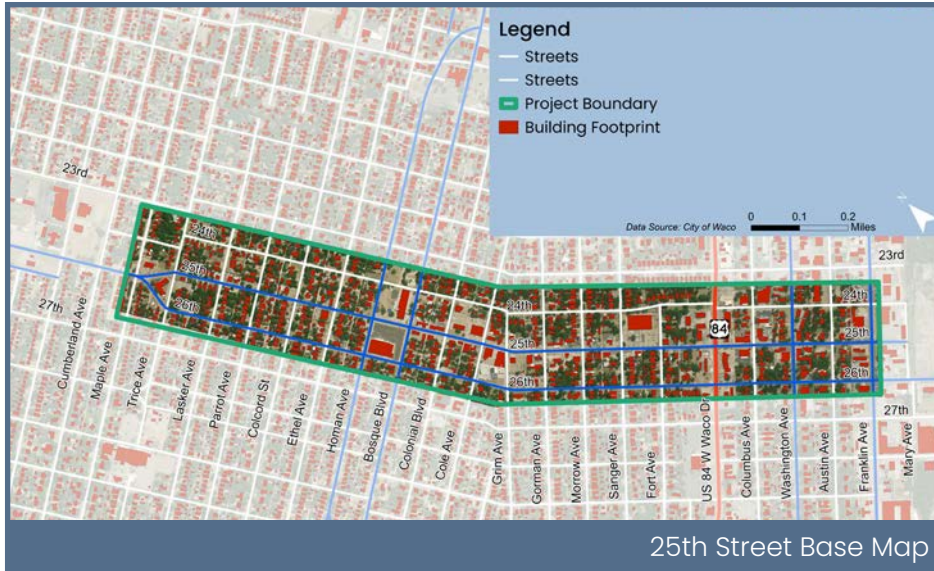 Legend
Streets
Streets
Project Boundary
Building Footprint
Data Source: City of Waco
0 0.1 0.2
Miles
23rd
23rd
24th
25th
26th
27th
24th
25th
26th
84
24th
25th
26th
27th
Cumberland Ave
Maple Ave
Trice Ave
Lasker Ave
Parrot Ave
Colcord St
Ethel Ave
Homan Ave
Bosque Blvd
Colonial Blvd
Cole Ave
Grim Ave
Gorman Ave
Morrow Ave
Sanger Ave
Fort Ave
US 84 W Waco Dr
Columbus Ave
Washington Ave
Austin Ave
Franklin Ave
Mary Ave
25th Street Base Map